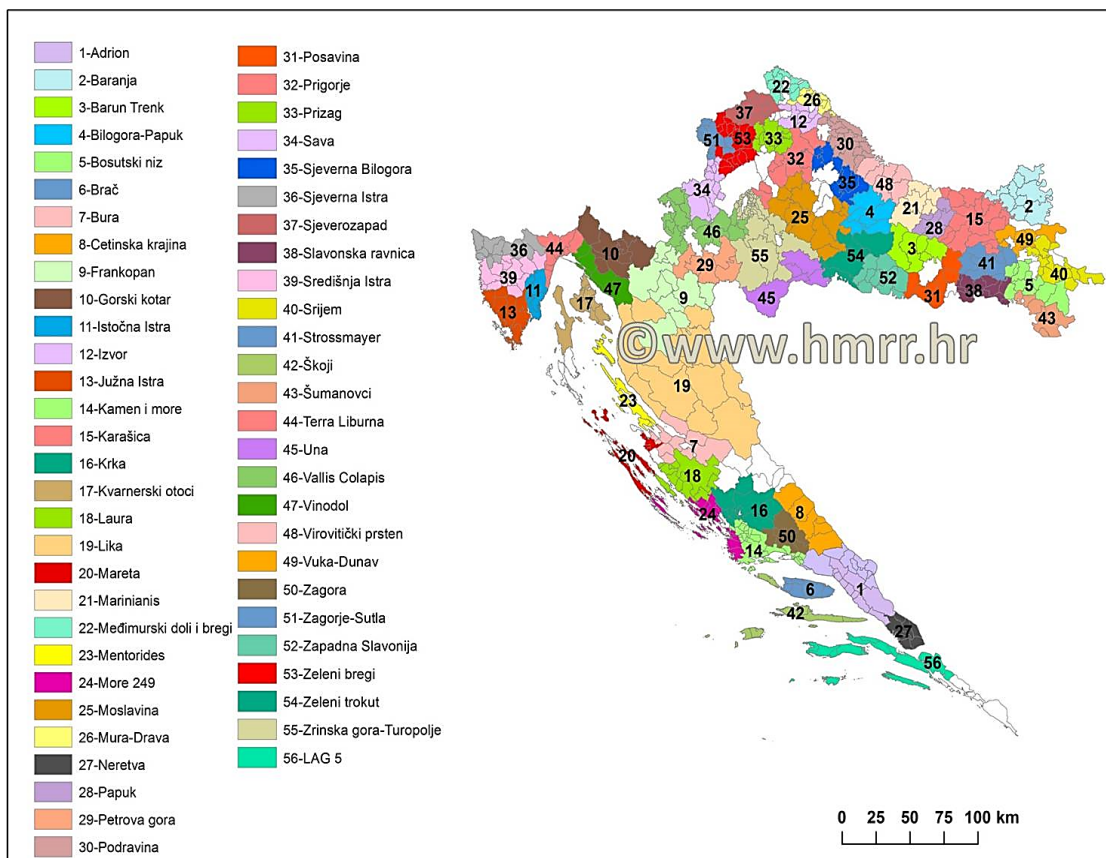 1-Adrion
2-Baranja
3-Barun Trenk
4-Bilogora-Papuk
5-Bosutski niz
6-Brač
7-Bura
8-Cetinska krajina
9-Frankopan
10-Gorski kotar
11-Istočna Istra
12-Izvor
13-Južna Istra
14-Kamen i more
15-Karašica
16-Krka
17-Kvarnerski otoci
18-Laura
19-Lika
20-Mareta
21-Marinianis
22-Međimurski doli i bregi
23-Mentorides
24-More 249
25-Moslavina
26-Mura-Drava
27-Neretva
28-Papuk
29-Petrova gora
30-Podravina
31-Posavina
32-Prigorje
33-Prizag
34-Sava
35-Sjeverna Bilogora
36-Sjeverna Istra
37-Sjeverozapad
38-Slavonska ravnica
39-Središnja Istra
40-Srijem
41-Strossmayer
42-Škoji
43-Šumanovci
44-Terra Liburna
45-Una
46-Vallis Colapis
47-Vinodol
48-Virovitički prsten
49-Vuka-Dunav
50-Zagora
51-Zagorje-Sutla
52-Zapadna Slavonija
53-Zeleni bregi
54-Zeleni trokut
55-Zrinska gora-Turopolje
56-LAG 5
22
26
37
12
51
53
33
30
32
34
35
48
4
21
28
15
2
25
46
49
36
44
10
55
3
54
41
29
52
40
39
11
47
5
31
38
13
17
9
45
43
©www.hmrr.hr
19
23
7
20
18
24
16
8
50
14
6
1
42
27
56
0 25 50 75 100 km